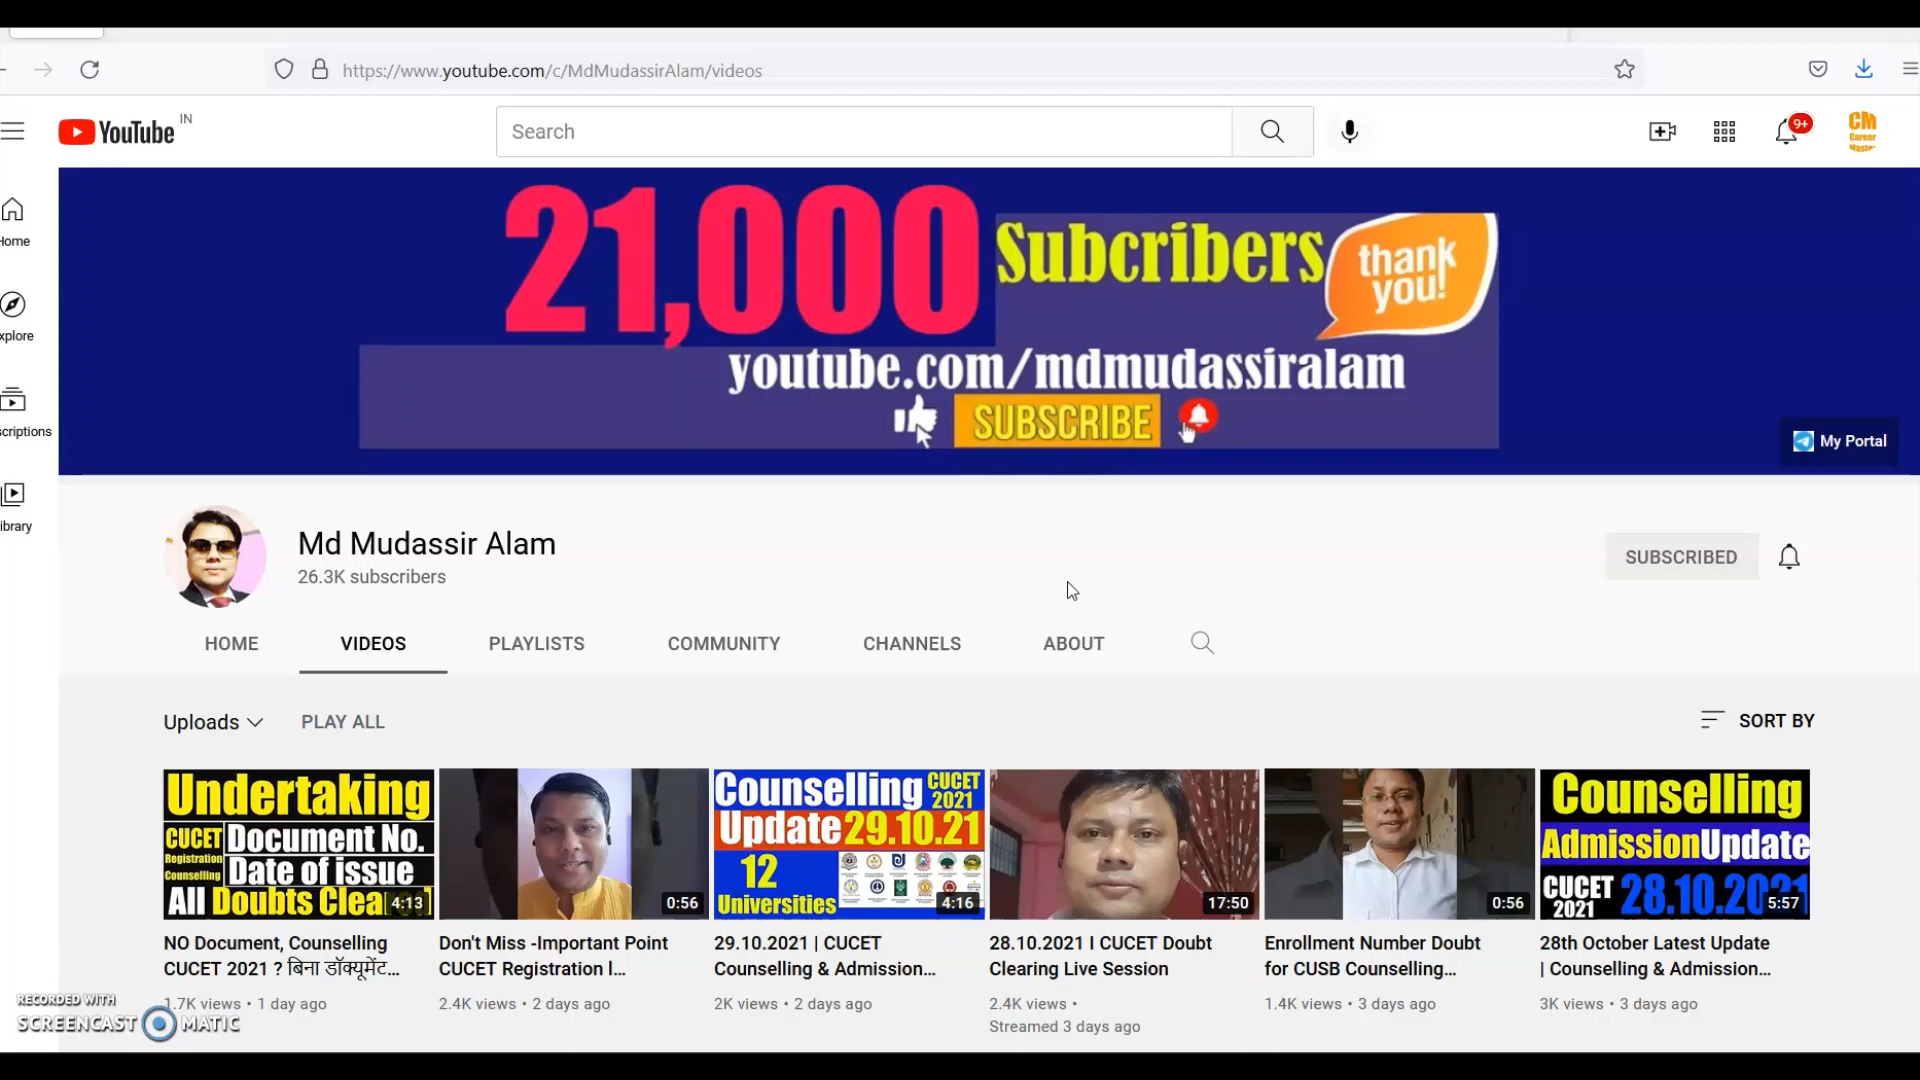 https://www.youtube.com/c/MdMudassirAlam/videos
YouTube IN
Search
9+
CM
Career
21,000 Subcribers
thank
you!
youtube.com/mdmudassiralam
SUBSCRIBE
My Portal
Home
Explore
Subscriptions
Library
Md Mudassir Alam
26.3K subscribers
SUBSCRIBED
HOME VIDEOS PLAYLISTS COMMUNITY CHANNELS ABOUT
Uploads PLAY ALL SORT BY
Undertaking
CUCET Document No.
Registration
Counselling Date of issue
All Doubts Clea
4:13
0:56
Counselling CUCET
2021
Update 29.10.21
12
Universities
4:16
17:50
0:56
Counselling
Admission Update
CUCET
2021 28.10.2021
5:57
NO Document, Counselling
CUCET 2021 ? बिना डॉक्यूमेंट...
1.7K views • 1 day ago
Don't Miss -Important Point
CUCET Registration l...
2.4K views • 2 days ago
29.10.2021 | CUCET
Counselling & Admission...
2K views • 2 days ago
28.10.2021 I CUCET Doubt
Clearing Live Session
2.4K views •
Streamed 3 days ago
Enrollment Number Doubt
for CUSB Counselling...
1.4K views • 3 days ago
28th October Latest Update
| Counselling & Admission...
3K views • 3 days ago
RECORDED WITH
SCREENCAST MATIC